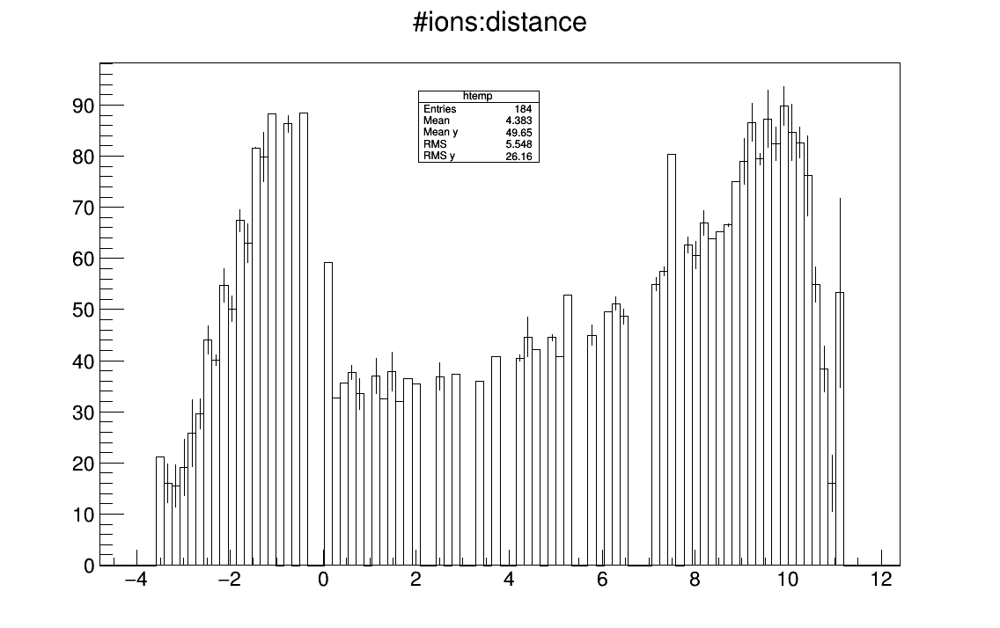 #ions:distance
htemp
Entries 184
Mean 4.383
Mean y 49.65
RMS 5.548
RMS y 26.16
90
80
70
60
50
40
30
20
10
0
−4 −2 0 2 4 6 8 10 12